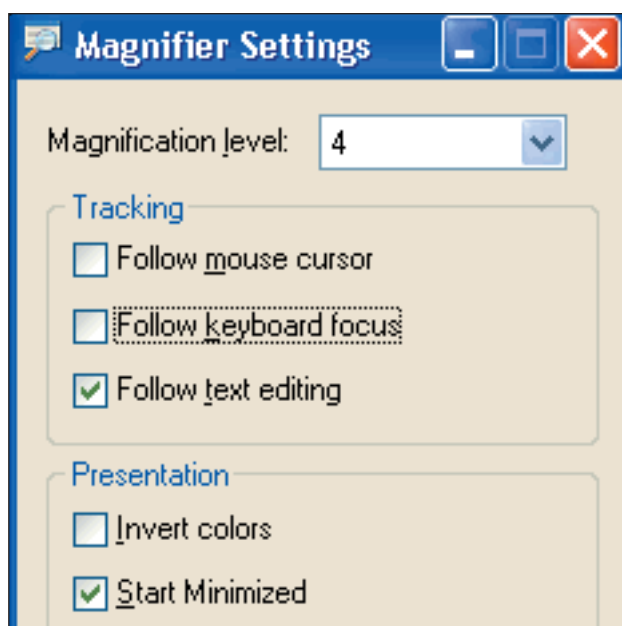 Magnifier Settings
Magnification level: 4
Tracking
Follow mouse cursor
Follow keyboard focus
Follow text editing
Presentation
Invert colors
Start Minimized